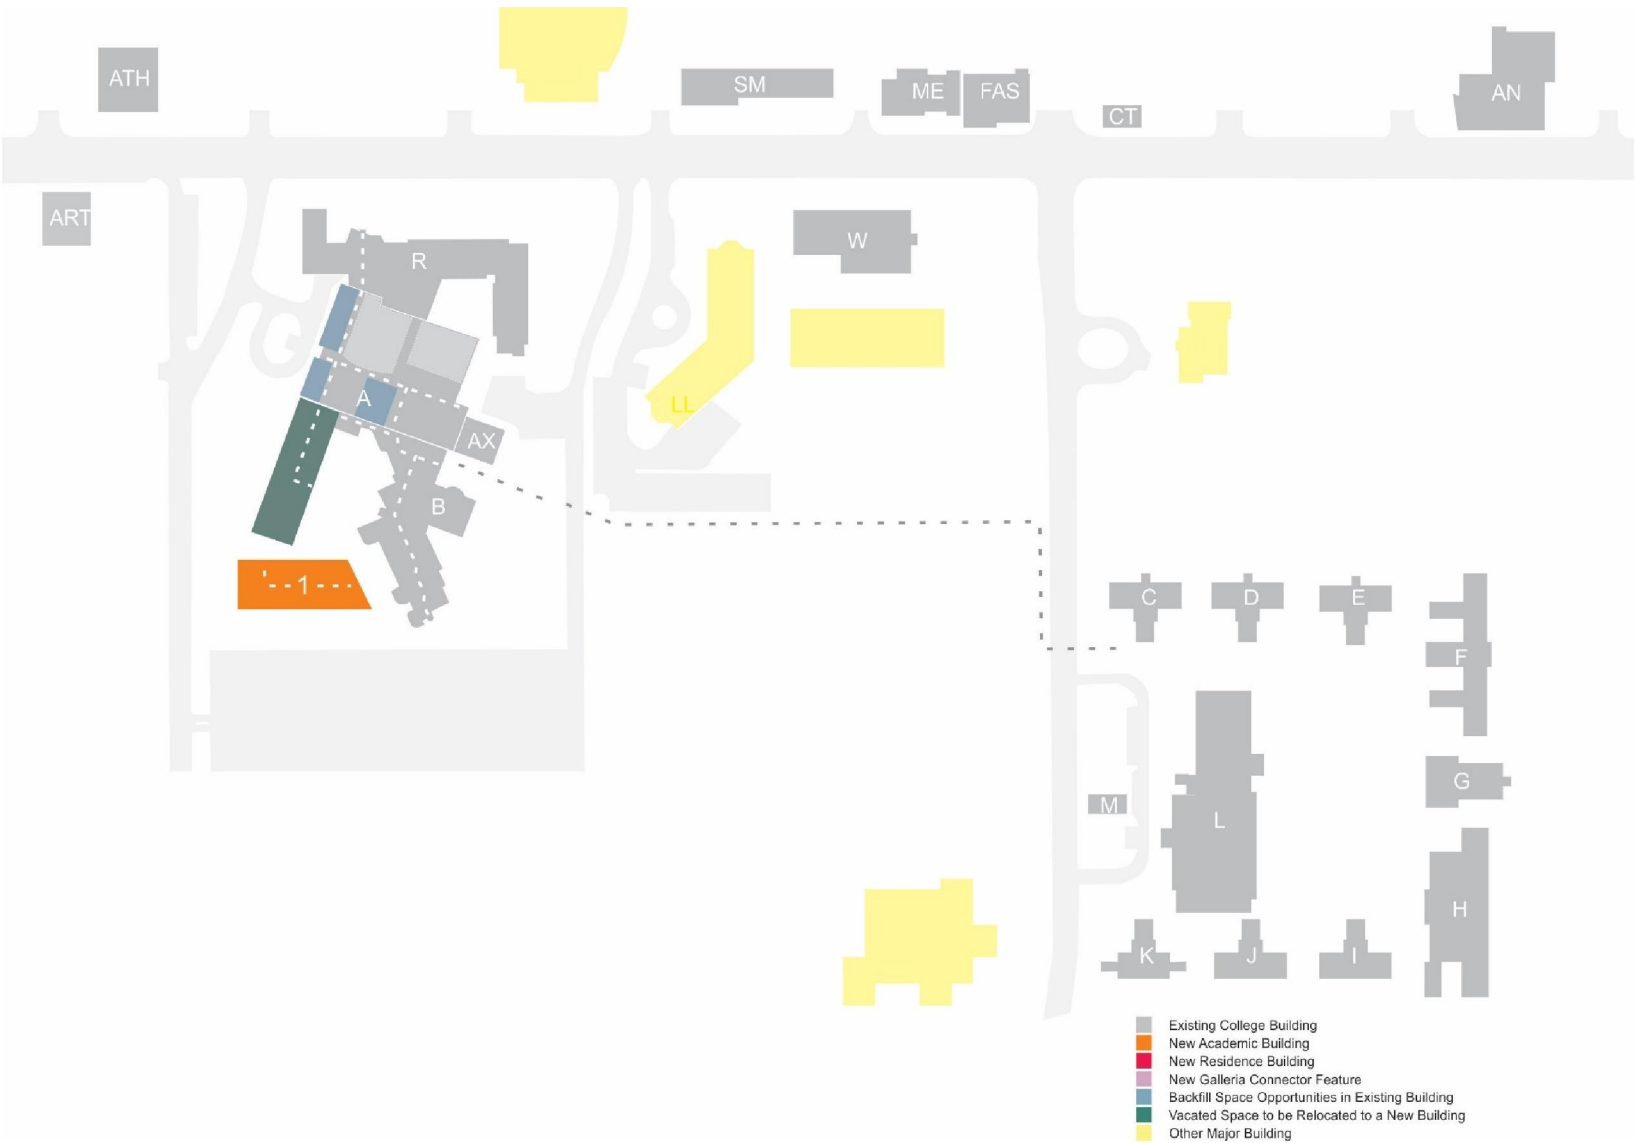 ATH
SM
ME
FAS
CT
AN
ART
R
W
A
LL
AX
B
1
C
D
E
F
G
M
L
H
K
J
I
Existing College Building
New Academic Building
New Residence Building
New Galleria Connector Feature
Backfill Space Opportunities in Existing Building
Vacated Space to be Relocated to a New Building
Other Major Building